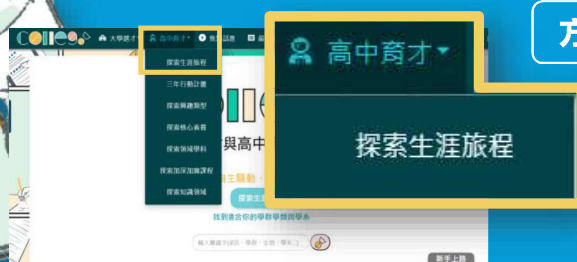 Collego 大學選才 高中育才
探索生涯旅程
三年行動計畫
探索興趣類型
探索核心素養
探索領域學科
探索加深加廣課程
探索知識領域
與高中
找到適合你的學群學類與學系
新手上路
高中育才
探索生涯旅程
方